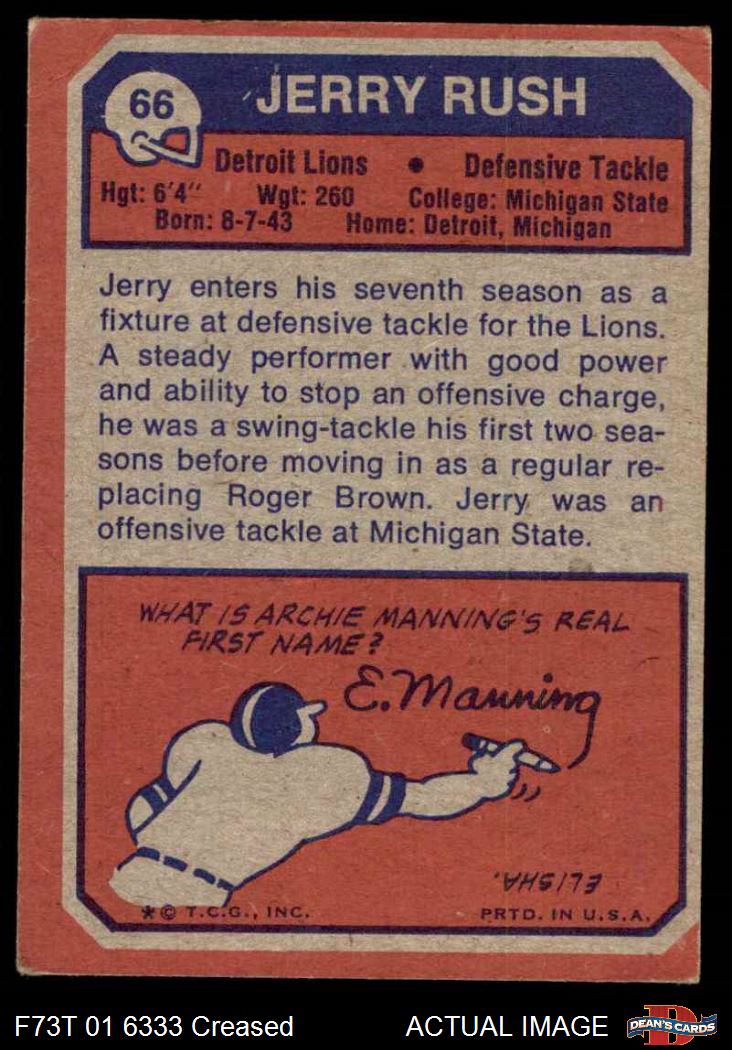 66
JERRY RUSH
Detroit Lions • Defensive Tackle
Hgt: 6'4" Wgt: 260 College: Michigan State
Born: 8-7-43 Home: Detroit, Michigan
Jerry enters his seventh season as a
fixture at defensive tackle for the Lions.
A steady performer with good power
and ability to stop an offensive charge,
he was a swing-tackle his first two sea-
sons before moving in as a regular re-
placing Roger Brown. Jerry was an
offensive tackle at Michigan State.
WHAT IS ARCHIE MANNING'S REAL
FIRST NAME?
E. Manning
ELISHA.
*© T.C.G., INC. PRTD. IN U.S.A.
F73T 01 6333 Creased ACTUAL IMAGE
D
DEAN'S CARDS